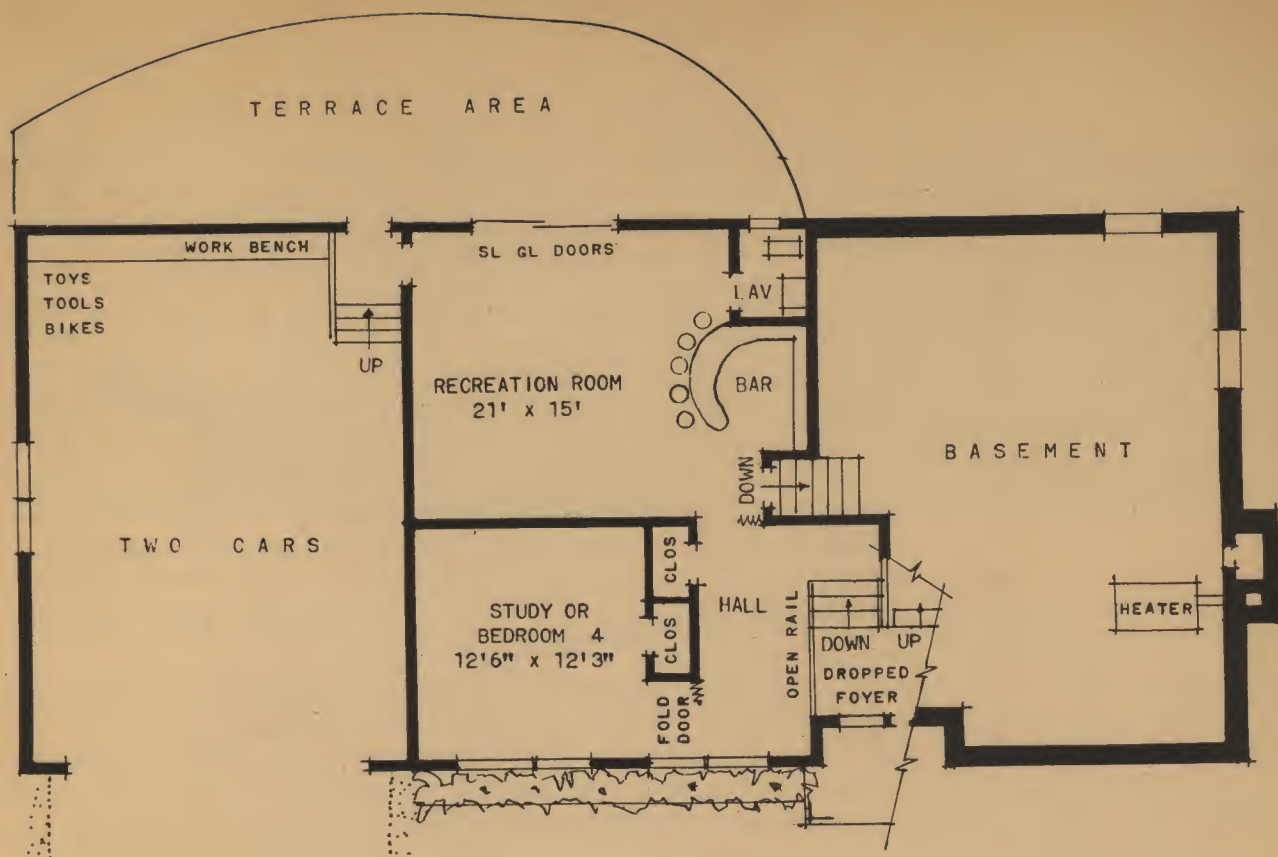 TERRACE AREA
WORK BENCH
TOYS
TOOLS
BIKES
UP
SL GL DOORS
LAV
RECREATION ROOM
21' x 15'
BAR
DOWN
BASEMENT
TWO CARS
CLOS
CLOS
STUDY OR
BEDROOM 4
12'6" x 12'3"
HALL
OPEN RAIL
DOWN UP
DROPPED
FOYER
HEATER
FOLD
DOOR